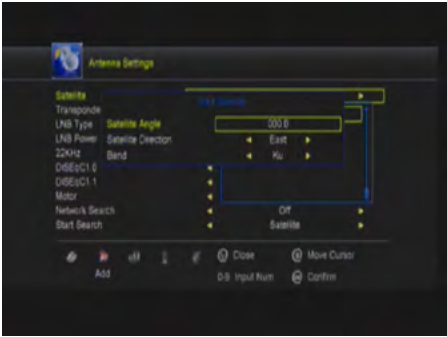 Antenna Settings
Satellite
Transponde
LNB Type
LNB Power
22KHz
DiSEqC1.0
DiSEqC1.1
Motor
Network Search Off
Start Search Satellite
Satellite Angle 000.0
Satellite Direction East
Band Ku
Close Move Cursor
Add 0-9 Input Num Confirm